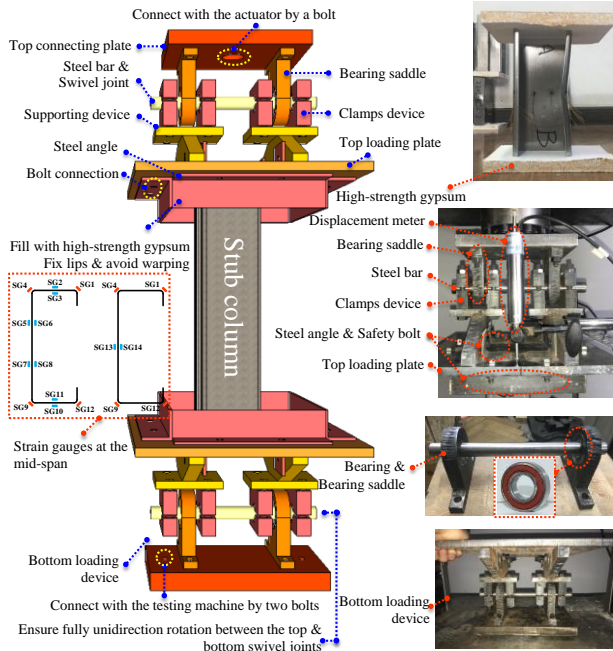 Connect with the actuator by a bolt
Top connecting plate
Steel bar &
Swivel joint
Supporting device
Steel angle
Bolt connection
Bearing saddle
Clamps device
Top loading plate
High-strength gypsum
Fill with high-strength gypsum
Fix lips & avoid warping
Stub column
Displacement meter
Bearing saddle
Steel bar
Clamps device
Steel angle & Safety bolt
Top loading plate
SG4 SG2 SG1 SG4 SG1
SG3
SG5 SG6
SG13 SG14
SG7 SG8
SG11
SG9 SG10 SG12 SG9 SG12
Strain gauges at the
mid-span
Bearing &
Bearing saddle
Bottom loading
device
Connect with the testing machine by two bolts
Ensure fully unidirection rotation between the top &
bottom swivel joints
Bottom loading
device